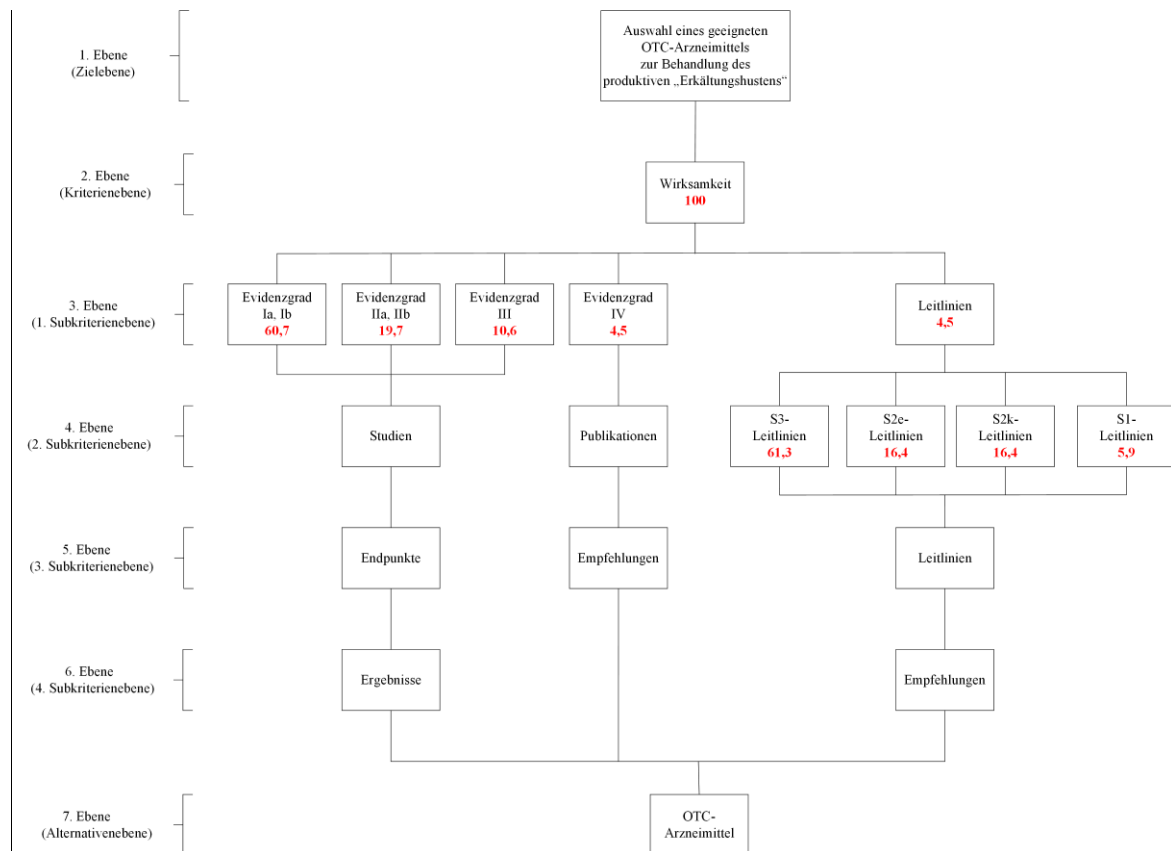 1. Ebene
(Zielebene)
Auswahl eines geeigneten
OTC-Arzneimittels
zur Behandlung des
produktiven „Erkältungshustens“
2. Ebene
(Kriterienebene)
Wirksamkeit
100
3. Ebene
(1. Subkriterienebene)
Evidenzgrad
Ia, Ib
60,7
Evidenzgrad
IIa, IIb
19,7
Evidenzgrad
III
10,6
Evidenzgrad
IV
4,5
Leitlinien
4,5
4. Ebene
(2. Subkriterienebene)
Studien
Publikationen
S3-
Leitlinien
61,3
S2e-
Leitlinien
16,4
S2k-
Leitlinien
16,4
S1-
Leitlinien
5,9
5. Ebene
(3. Subkriterienebene)
Endpunkte
Empfehlungen
Leitlinien
6. Ebene
(4. Subkriterienebene)
Ergebnisse
Empfehlungen
7. Ebene
(Alternativenebene)
OTC-
Arzneimittel